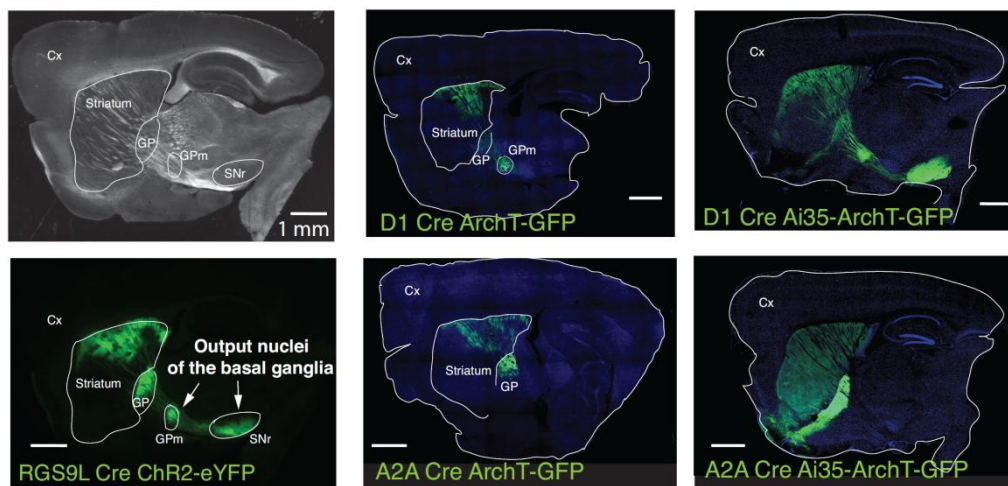 Cx
Striatum
GP
GPm
SNr
1 mm
Cx
Striatum
GP
GPm
D1 Cre ArchT-GFP
Cx
D1 Cre Ai35-ArchT-GFP
Cx
Output nuclei
of the basal ganglia
Striatum
GP
GPm
SNr
RGS9L Cre ChR2-eYFP
Cx
Striatum
GP
A2A Cre ArchT-GFP
Cx
A2A Cre Ai35-ArchT-GFP